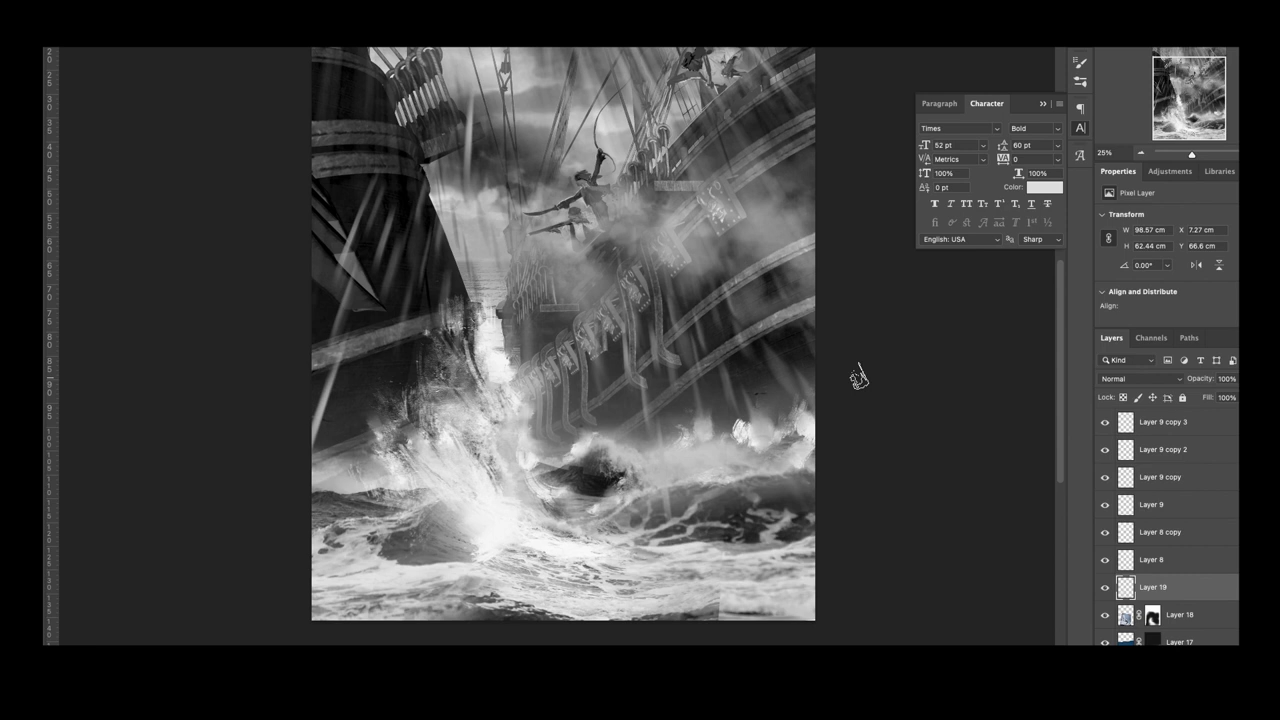 Paragraph Character
Times Bold
52 pt 60 pt
Metrics 0
100% 100%
0 pt Color:
English: USA Sharp
25%
Properties Adjustments Libraries
Pixel Layer
Transform
W 98.57 cm X 7.27 cm
H 62.44 cm Y 66.6 cm
0.00°
Align and Distribute
Align:
Layers Channels Paths
Kind
Normal Opacity: 100%
Lock: Fill: 100%
Layer 9 copy 3
Layer 9 copy 2
Layer 9 copy
Layer 9
Layer 8 copy
Layer 8
Layer 19
Layer 18
Layer 17